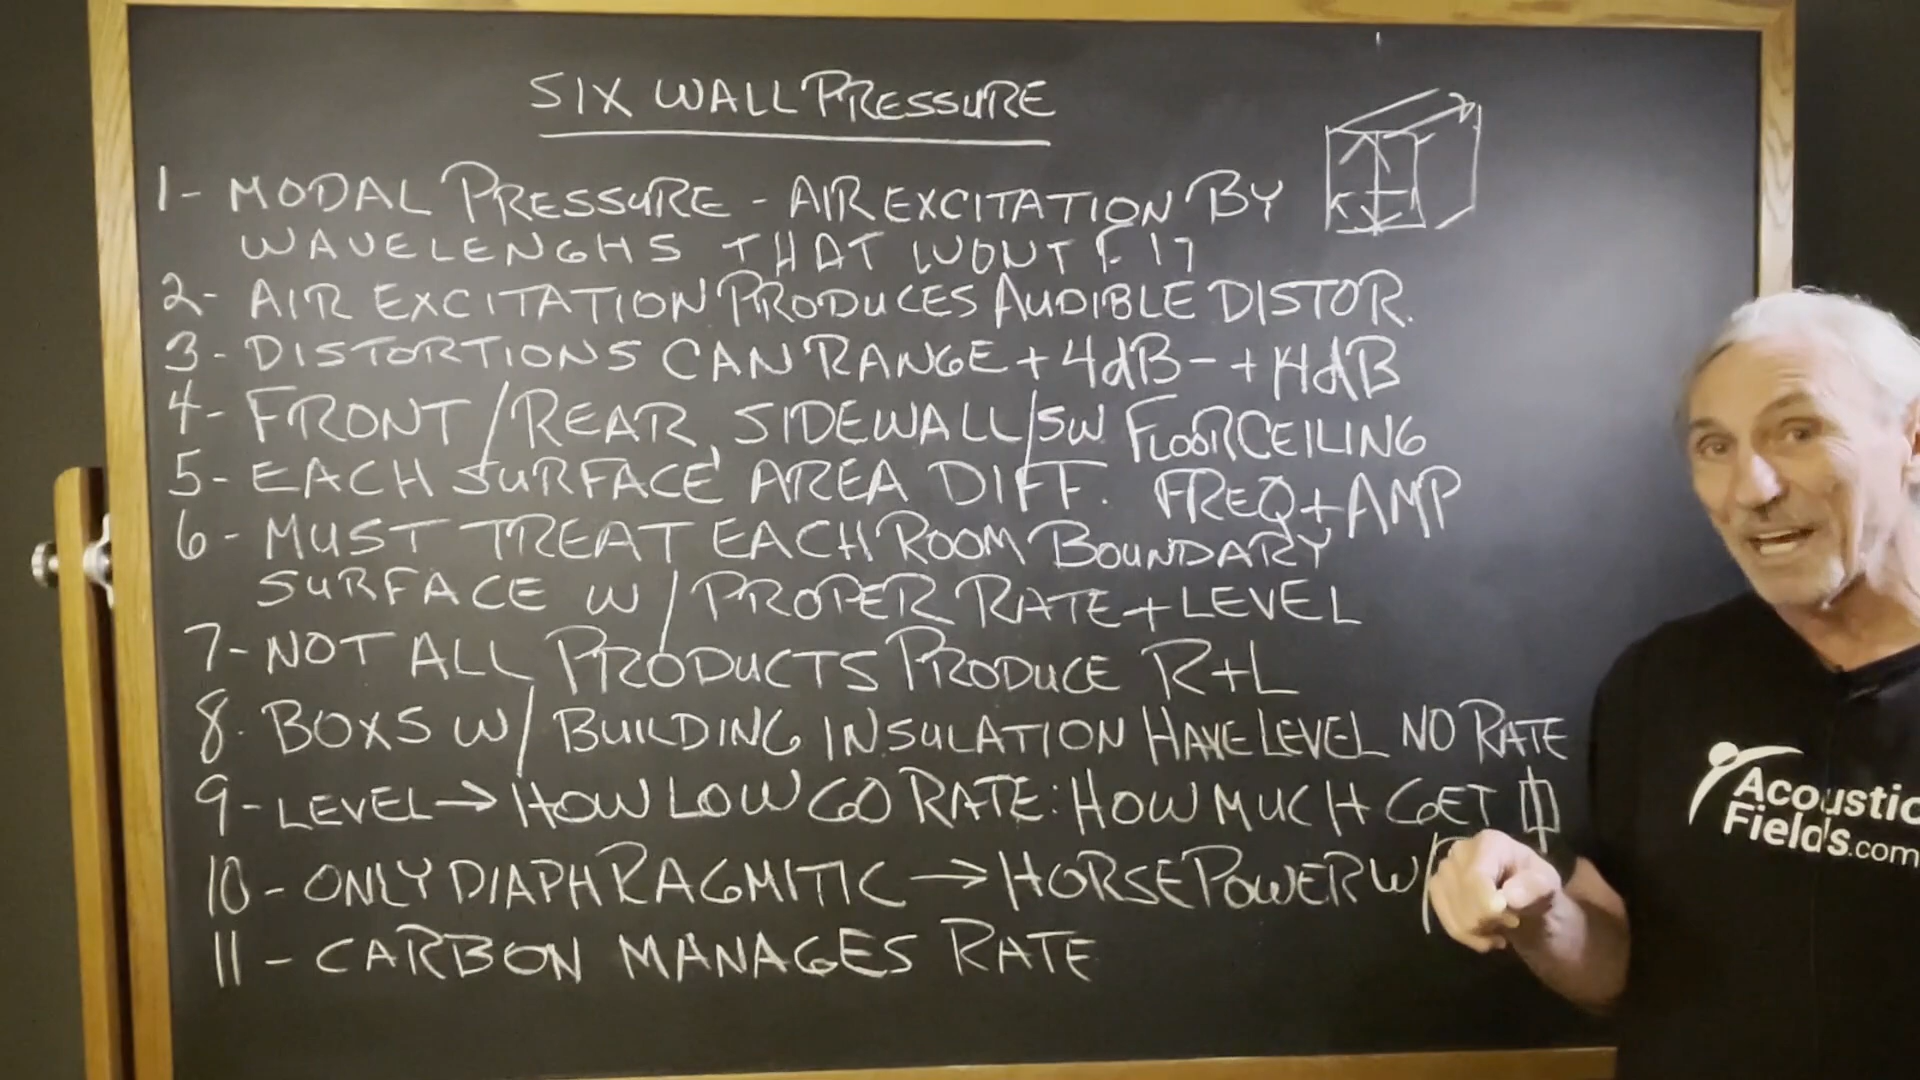 SIX WALL PRESSURE
1- MODAL PRESSURE - AIR EXCITATION BY
WAVELENGHS THAT WONT FIT
2- AIR EXCITATION PRODUCES AUDIBLE DISTOR.
3- DISTORTIONS CAN RANGE +4dB - +14dB
4- FRONT/REAR, SIDEWALL/SW FLOOR CEILING
5- EACH SURFACE AREA DIFF. FREQ+AMP
6- MUST TREAT EACH ROOM BOUNDARY
SURFACE W/PROPER RATE+LEVEL
7- NOT ALL PRODUCTS PRODUCE R+L
8. BOXS W/ BUILDING INSULATION HAVE LEVEL NO RATE
9- LEVEL→HOW LOW GO RATE: HOW MUCH GET
10- ONLY DIAPHRAGMITIC → HORSEPOWER W/
11- CARBON MANAGES RATE
Acoustic
Fields.com